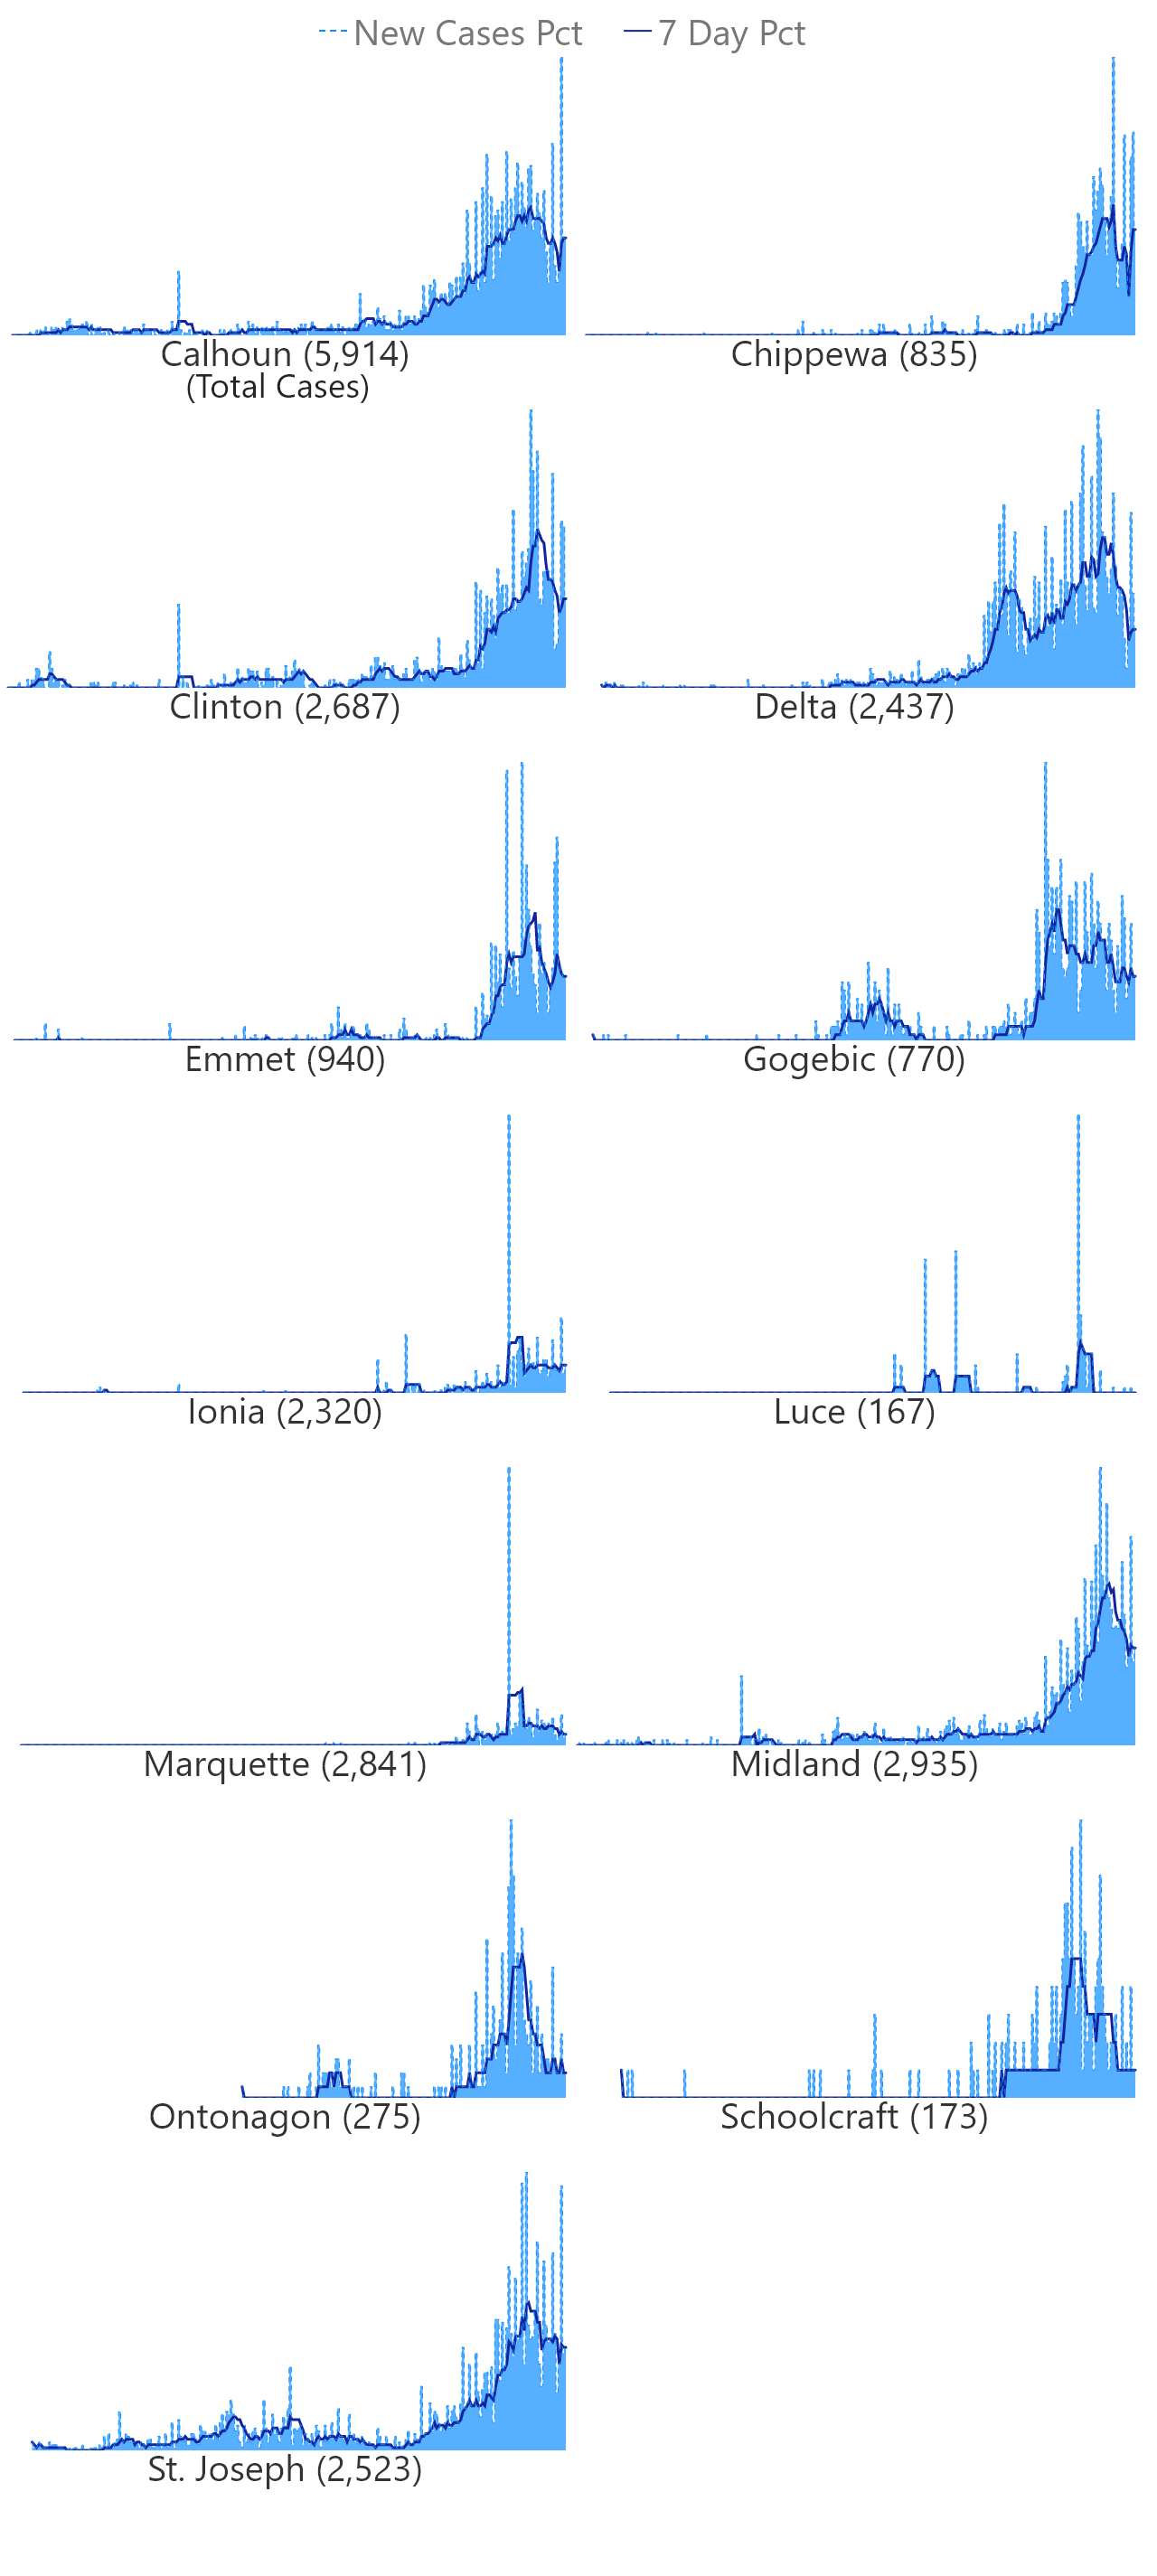 New Cases Pct 7 Day Pct
Calhoun (5,914) Chippewa (835)
(Total Cases)
Clinton (2,687) Delta (2,437)
Emmet (940) Gogebic (770)
Ionia (2,320) Luce (167)
Marquette (2,841) Midland (2,935)
Ontonagon (275) Schoolcraft (173)
St. Joseph (2,523)